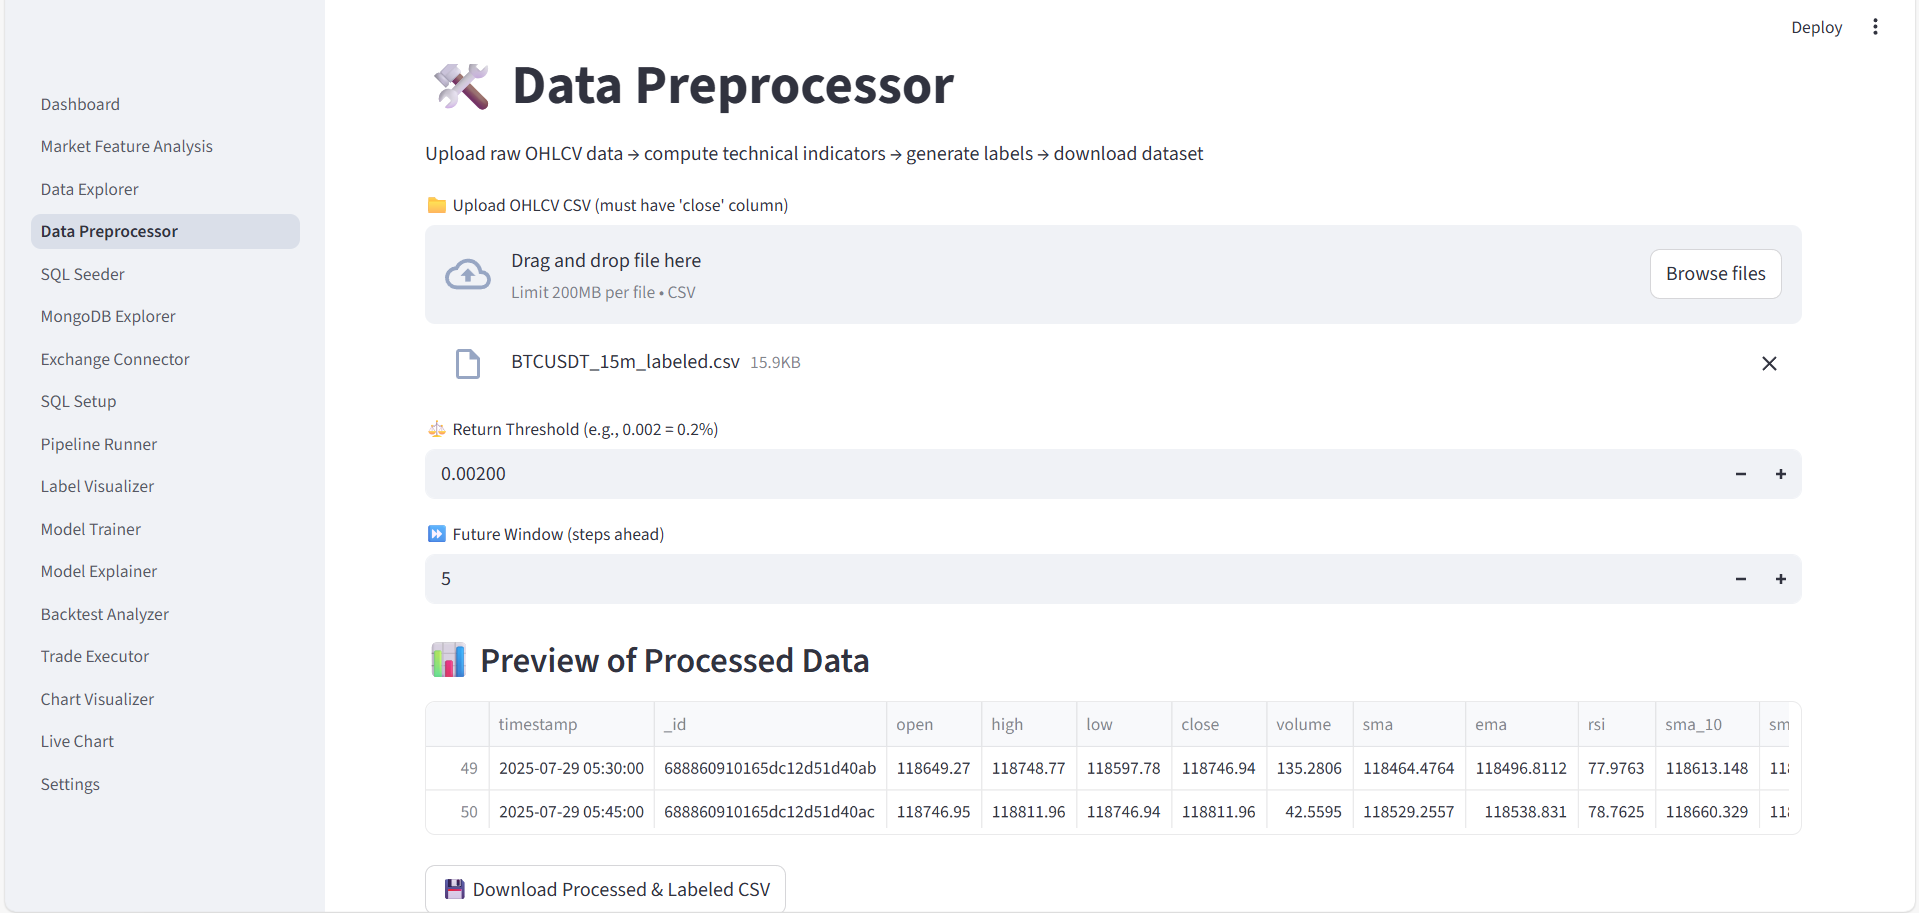 Deploy
Dashboard
Market Feature Analysis
Data Explorer
Data Preprocessor
SQL Seeder
MongoDB Explorer
Exchange Connector
SQL Setup
Pipeline Runner
Label Visualizer
Model Trainer
Model Explainer
Backtest Analyzer
Trade Executor
Chart Visualizer
Live Chart
Settings
Data Preprocessor
Upload raw OHLCV data → compute technical indicators → generate labels → download dataset
Upload OHLCV CSV (must have 'close' column)
Drag and drop file here
Limit 200MB per file • CSV
Browse files
BTCUSDT_15m_labeled.csv 15.9KB
Return Threshold (e.g., 0.002 = 0.2%)
0.00200
Future Window (steps ahead)
5
Preview of Processed Data
timestamp _id open high low close volume sma ema rsi sma_10 sm
49 2025-07-29 05:30:00 688860910165dc12d51d40ab 118649.27 118748.77 118597.78 118746.94 135.2806 118464.4764 118496.8112 77.9763 118613.148 118
50 2025-07-29 05:45:00 688860910165dc12d51d40ac 118746.95 118811.96 118746.94 118811.96 42.5595 118529.2557 118538.831 78.7625 118660.329 118
Download Processed & Labeled CSV